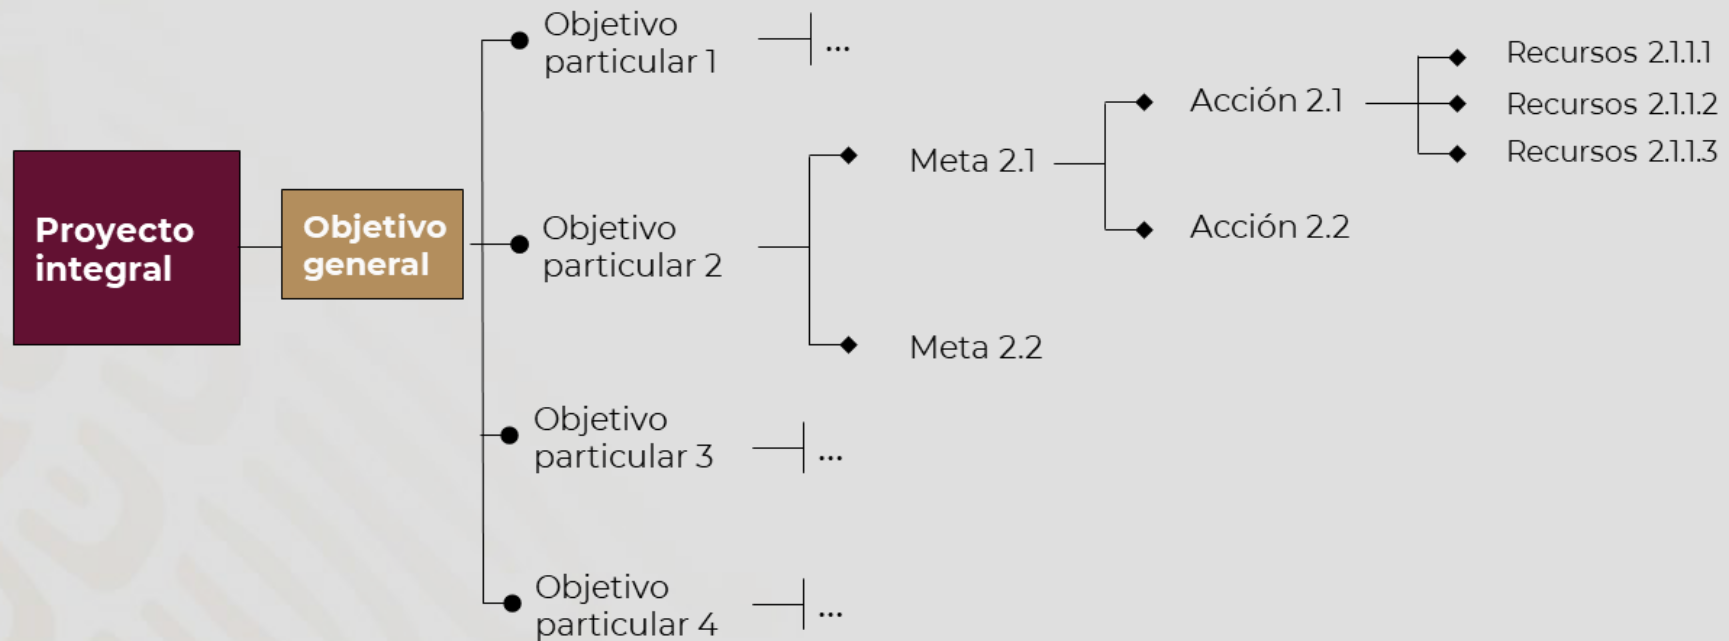 Proyecto
integral
Objetivo
general
Objetivo
particular 1
...
Objetivo
particular 2
Meta 2.1
Acción 2.1
Recursos 2.1.1.1
Recursos 2.1.1.2
Recursos 2.1.1.3
Acción 2.2
Meta 2.2
Objetivo
particular 3
...
Objetivo
particular 4
...